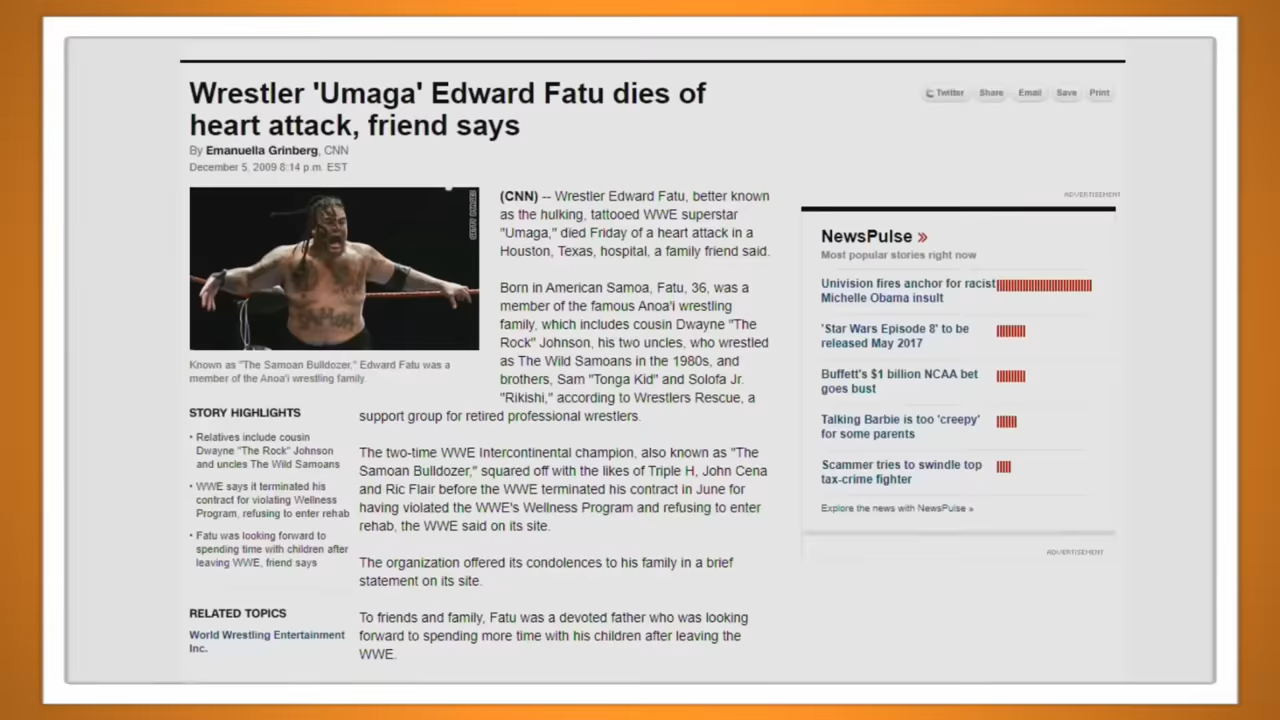 Wrestler 'Umaga' Edward Fatu dies of
heart attack, friend says
By Emanuella Grinberg, CNN
December 5, 2009 8:14 p.m. EST
Twitter Share Email Save Print
GETTY IMAGES
Known as "The Samoan Bulldozer," Edward Fatu was a
member of the Anoa'i wrestling family.
STORY HIGHLIGHTS
• Relatives include cousin
Dwayne "The Rock" Johnson
and uncles The Wild Samoans
• WWE says it terminated his
contract for violating Wellness
Program, refusing to enter rehab
• Fatu was looking forward to
spending time with children after
leaving WWE, friend says
RELATED TOPICS
World Wrestling Entertainment
Inc.
(CNN) -- Wrestler Edward Fatu, better known
as the hulking, tattooed WWE superstar
"Umaga," died Friday of a heart attack in a
Houston, Texas, hospital, a family friend said.
Born in American Samoa, Fatu, 36, was a
member of the famous Anoa'i wrestling
family, which includes cousin Dwayne "The
Rock" Johnson, his two uncles, who wrestled
as The Wild Samoans in the 1980s, and
brothers, Sam "Tonga Kid" and Solofa Jr.
"Rikishi," according to Wrestlers Rescue, a
support group for retired professional wrestlers.
The two-time WWE Intercontinental champion, also known as "The
Samoan Bulldozer," squared off with the likes of Triple H, John Cena
and Ric Flair before the WWE terminated his contract in June for
having violated the WWE's Wellness Program and refusing to enter
rehab, the WWE said on its site.
The organization offered its condolences to his family in a brief
statement on its site.
To friends and family, Fatu was a devoted father who was looking
forward to spending more time with his children after leaving the
WWE.
ADVERTISEMENT
NewsPulse »
Most popular stories right now
Univision fires anchor for racist
Michelle Obama insult
'Star Wars Episode 8' to be
released May 2017
Buffett's $1 billion NCAA bet
goes bust
Talking Barbie is too 'creepy'
for some parents
Scammer tries to swindle top
tax-crime fighter
Explore the news with NewsPulse »
ADVERTISEMENT